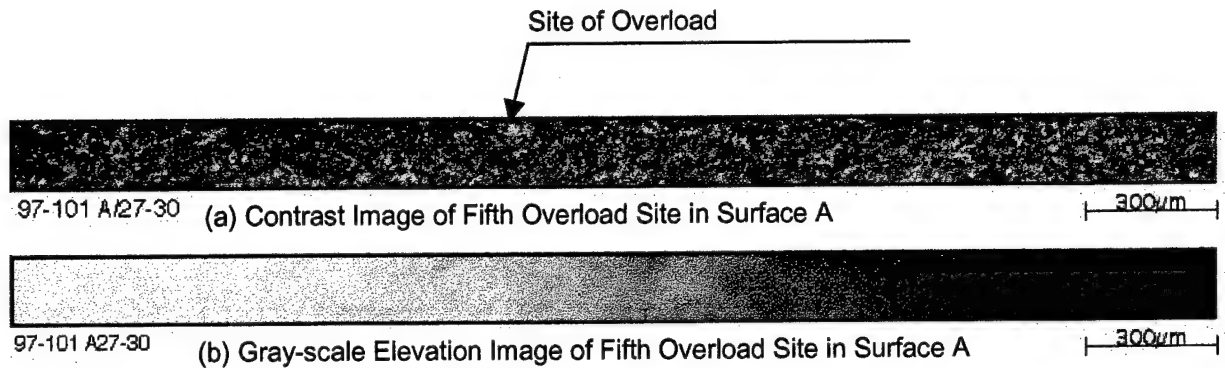 Site of Overload
97-101 A/27-30 (a) Contrast Image of Fifth Overload Site in Surface A 300μm
97-101 A27-30 (b) Gray-scale Elevation Image of Fifth Overload Site in Surface A 300μm